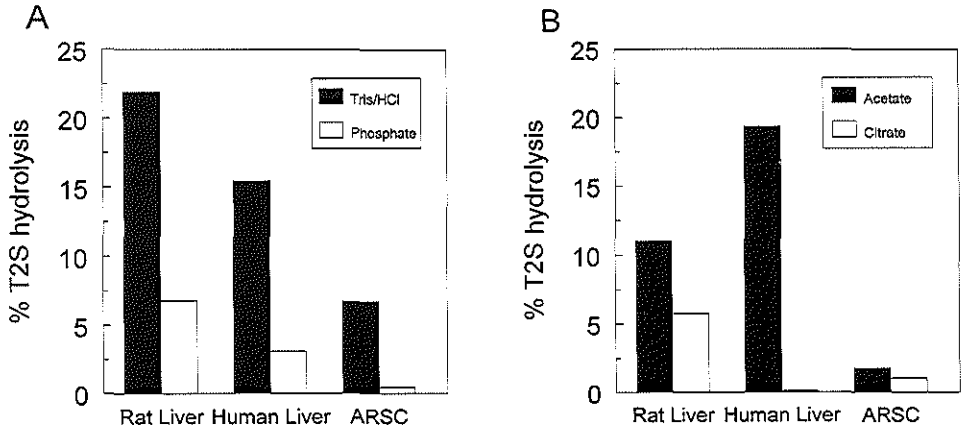 A
% T2S hydrolysis
25
20
15
10
5
0
Tris/HCl
Phosphate
Rat Liver Human Liver ARSC
B
% T2S hydrolysis
25
20
15
10
5
0
Acetate
Citrate
Rat Liver Human Liver ARSC